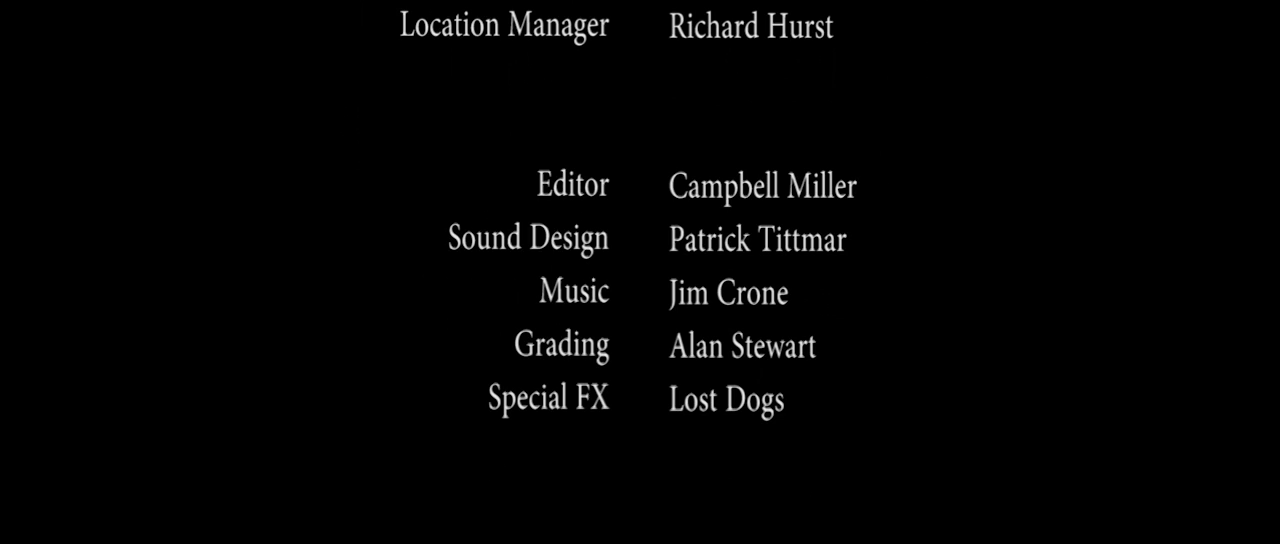 Location Manager Richard Hurst
Editor Campbell Miller
Sound Design Patrick Tittmar
Music Jim Crone
Grading Alan Stewart
Special FX Lost Dogs